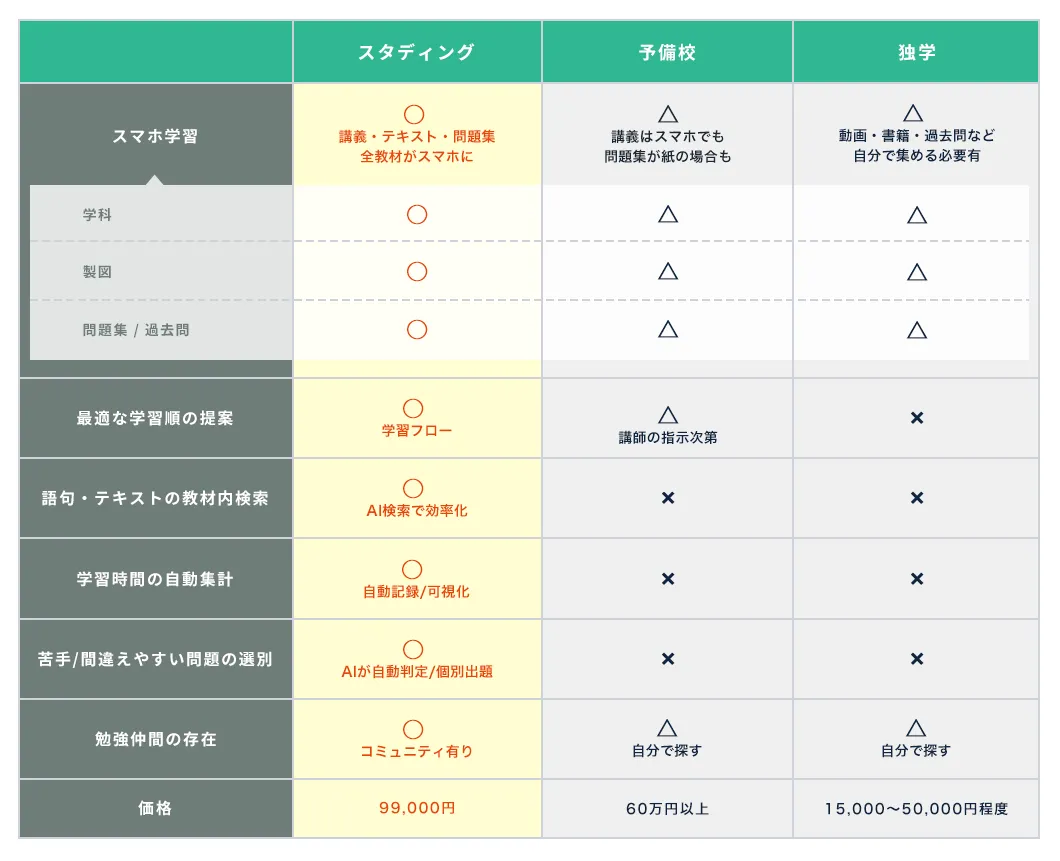 スタディング
予備校
独学
スマホ学習
○
講義・テキスト・問題集
全教材がスマホに
△
講義はスマホでも
問題集が紙の場合も
△
動画・書籍・過去問など
自分で集める必要有
学科
○
△
△
製図
○
△
△
問題集 / 過去問
○
△
△
最適な学習順の提案
○
学習フロー
△
講師の指示次第
×
語句・テキストの教材内検索
○
AI検索で効率化
×
×
学習時間の自動集計
○
自動記録/可視化
×
×
苦手/間違えやすい問題の選別
○
AIが自動判定/個別出題
×
×
勉強仲間の存在
○
コミュニティ有り
△
自分で探す
△
自分で探す
価格
99,000円
60万円以上
15,000〜50,000円程度